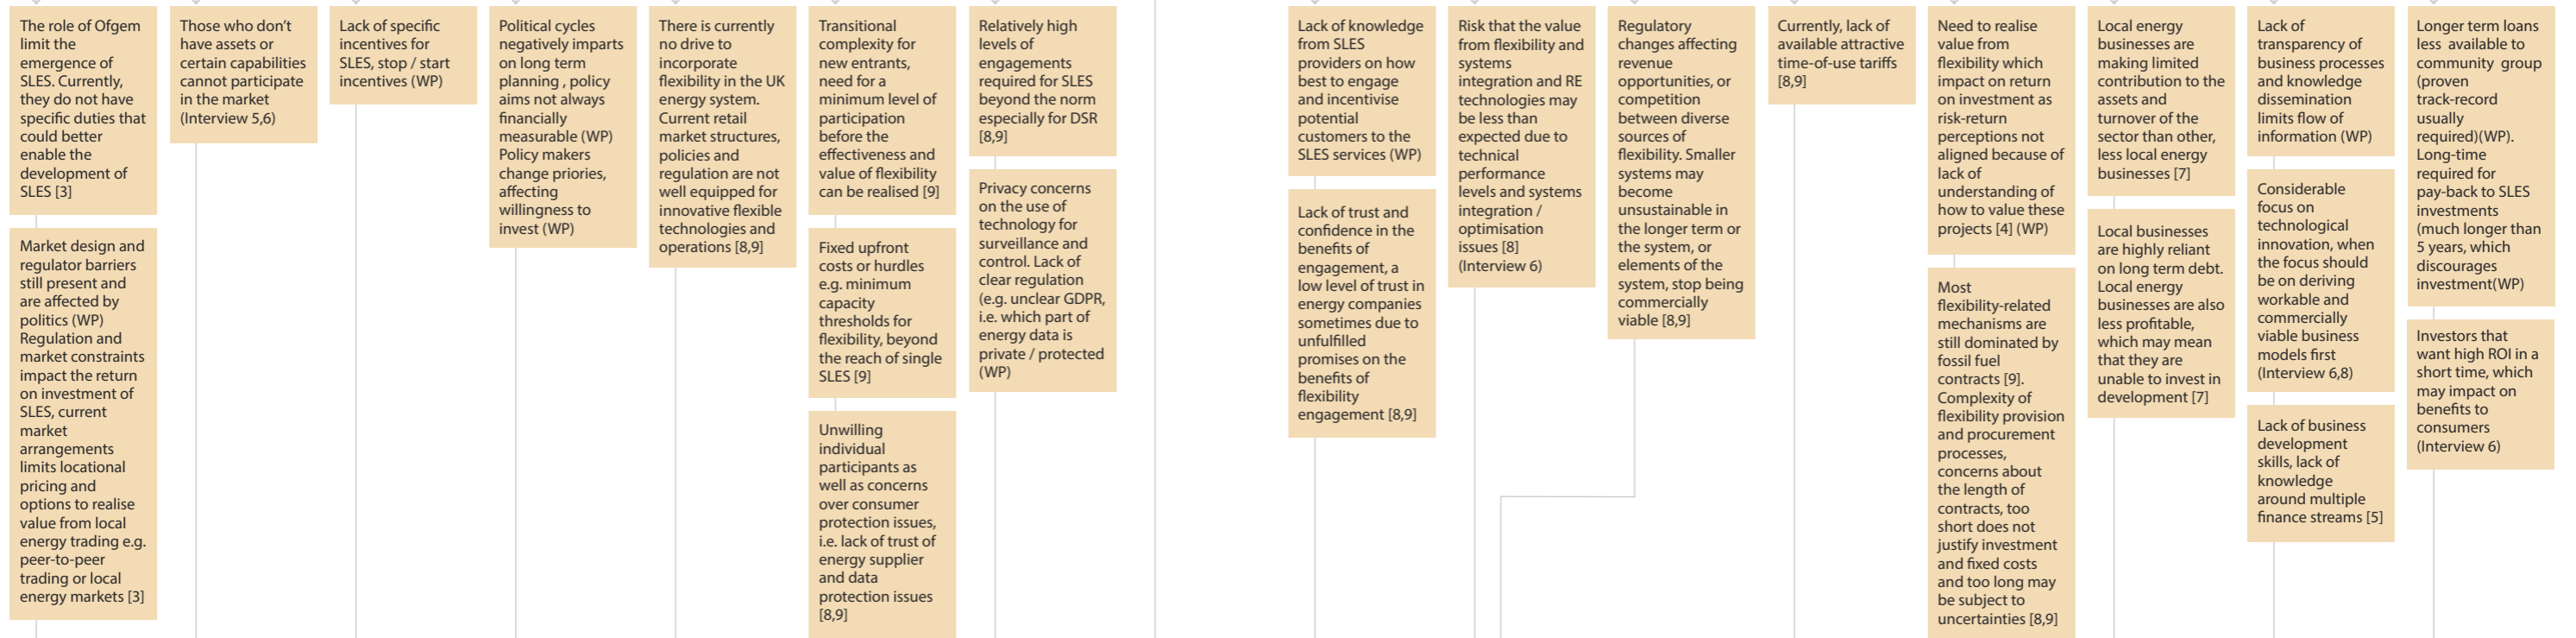 The role of Ofgem
limit the
emergence of
SLES. Currently,
they do not have
specific duties that
could better
enable the
development of
SLES [3]
Market design and
regulator barriers
still present and
are affected by
politics (WP)
Regulation and
market constraints
impact the return
on investment of
SLES, current
market
arrangements
limits locational
pricing and
options to realise
value from local
energy trading e.g.
peer-to-peer
trading or local
energy markets [3]
Those who don't
have assets or
certain capabilities
cannot participate
in the market
(Interview 5,6)
Lack of specific
incentives for
SLES, stop / start
incentives (WP)
Political cycles
negatively imparts
on long term
planning , policy
aims not always
financially
measurable (WP)
Policy makers
change priories,
affecting
willingness to
invest (WP)
There is currently
no drive to
incorporate
flexibility in the UK
energy system.
Current retail
market structures,
policies and
regulation are not
well equipped for
innovative flexible
technologies and
operations [8,9]
Transitional
complexity for
new entrants,
need for a
minimum level of
participation
before the
effectiveness and
value of flexibility
can be realised [9]
Fixed upfront
costs or hurdles
e.g. minimum
capacity
thresholds for
flexibility, beyond
the reach of single
SLES [9]
Unwilling
individual
participants as
well as concerns
over consumer
protection issues,
i.e. lack of trust of
energy supplier
and data
protection issues
[8,9]
Relatively high
levels of
engagements
required for SLES
beyond the norm
especially for DSR
[8,9]
Privacy concerns
on the use of
technology for
surveillance and
control. Lack of
clear regulation
(e.g. unclear GDPR,
i.e. which part of
energy data is
private / protected
(WP)
Lack of knowledge
from SLES
providers on how
best to engage
and incentivise
potential
customers to the
SLES services (WP)
Lack of trust and
confidence in the
benefits of
engagement, a
low level of trust in
energy companies
sometimes due to
unfulfilled
promises on the
benefits of
flexibility
engagement [8,9]
Risk that the value
from flexibility and
systems
integration and RE
technologies may
be less than
expected due to
technical
performance
levels and systems
integration /
optimisation
issues [8]
(Interview 6)
Regulatory
changes affecting
revenue
opportunities, or
competition
between diverse
sources of
flexibility. Smaller
systems may
become
unsustainable in
the longer term or
the system, or
elements of the
system, stop being
commercially
viable [8,9]
Currently, lack of
available attractive
time-of-use tariffs
[8,9]
Need to realise
value from
flexibility which
impact on return
on investment as
risk-return
perceptions not
aligned because of
lack of
understanding of
how to value these
projects [4] (WP)
Most
flexibility-related
mechanisms are
still dominated by
fossil fuel
contracts [9].
Complexity of
flexibility provision
and procurement
processes,
concerns about
the length of
contracts, too
short does not
justify investment
and fixed costs
and too long may
be subject to
uncertainties [8,9]
Local energy
businesses are
making limited
contribution to the
assets and
turnover of the
sector than other,
less local energy
businesses [7]
Local businesses
are highly reliant
on long term debt.
Local energy
businesses are also
less profitable,
which may mean
that they are
unable to invest in
development [7]
Lack of
transparency of
business processes
and knowledge
dissemination
limits flow of
information (WP)
Considerable
focus on
technological
innovation, when
the focus should
be on deriving
workable and
commercially
viable business
models first
(Interview 6,8)
Lack of business
development
skills, lack of
knowledge
around multiple
finance streams [5]
Longer term loans
less available to
community group
(proven
track-record
usually
required)(WP).
Long-time
required for
pay-back to SLES
investments
(much longer than
5 years, which
discourages
investment(WP)
Investors that
want high ROI in a
short time, which
may impact on
benefits to
consumers
(Interview 6)